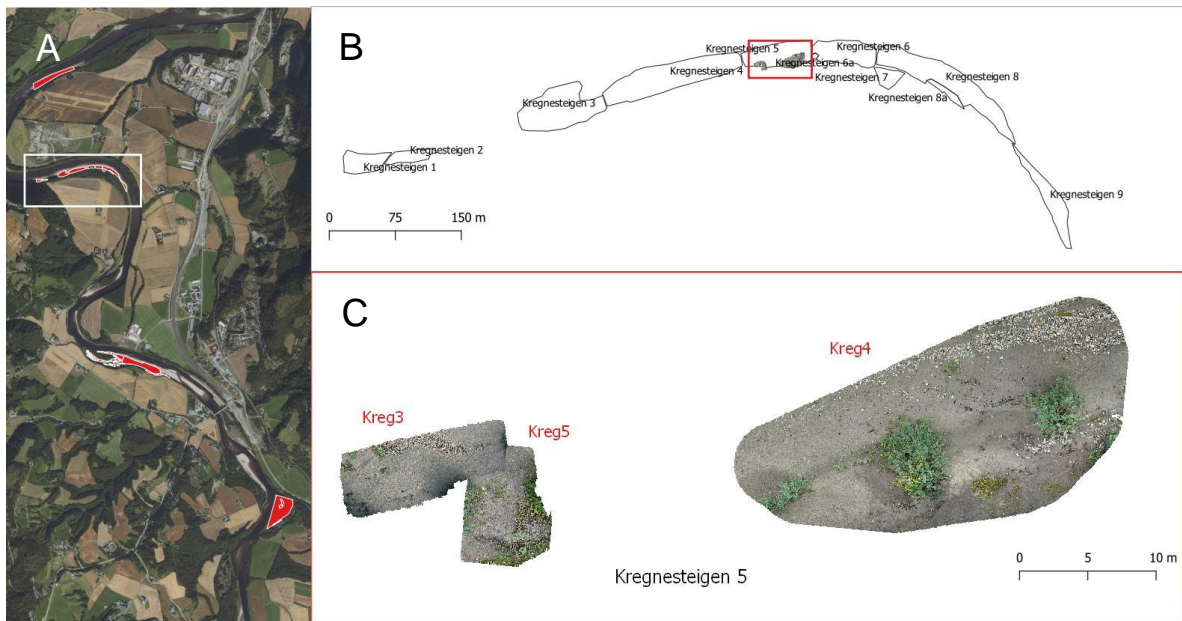 A
B
Kregnesteigen 5
Kregnesteigen 6
Kregnesteigen 4
Kregnesteigen 6a
Kregnesteigen 7
Kregnesteigen 8
Kregnesteigen 3
Kregnesteigen 8a
Kregnesteigen 2
Kregnesteigen 1
Kregnesteigen 9
0 75 150 m
C
Kreg4
Kreg3
Kreg5
Kregnesteigen 5
0 5 10 m